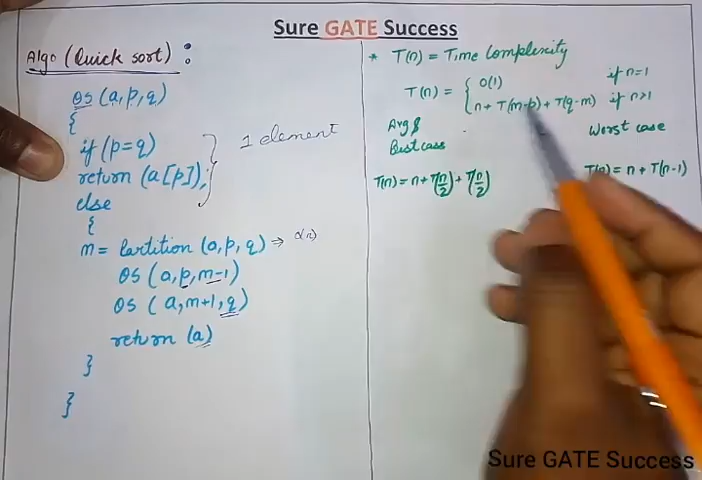 Sure GATE Success
Algo (Quick sort) :
QS (a, p, q)
{
if (p=q)
return (a[p]);
1 element
else
{
m = Partition (a, p, q) ⇒ O(n)
QS (a, p, m-1)
QS (a, m+1, q)
return (a)
}
}
* T(n) = Time Complexity
T(n) = { O(1) if n=1
n + T(m-p) + T(q-m) if n>1
Avg &
Best case
T(n) = n + T(n/2) + T(n/2)
Worst case
T(n) = n + T(n-1)
Sure GATE Success